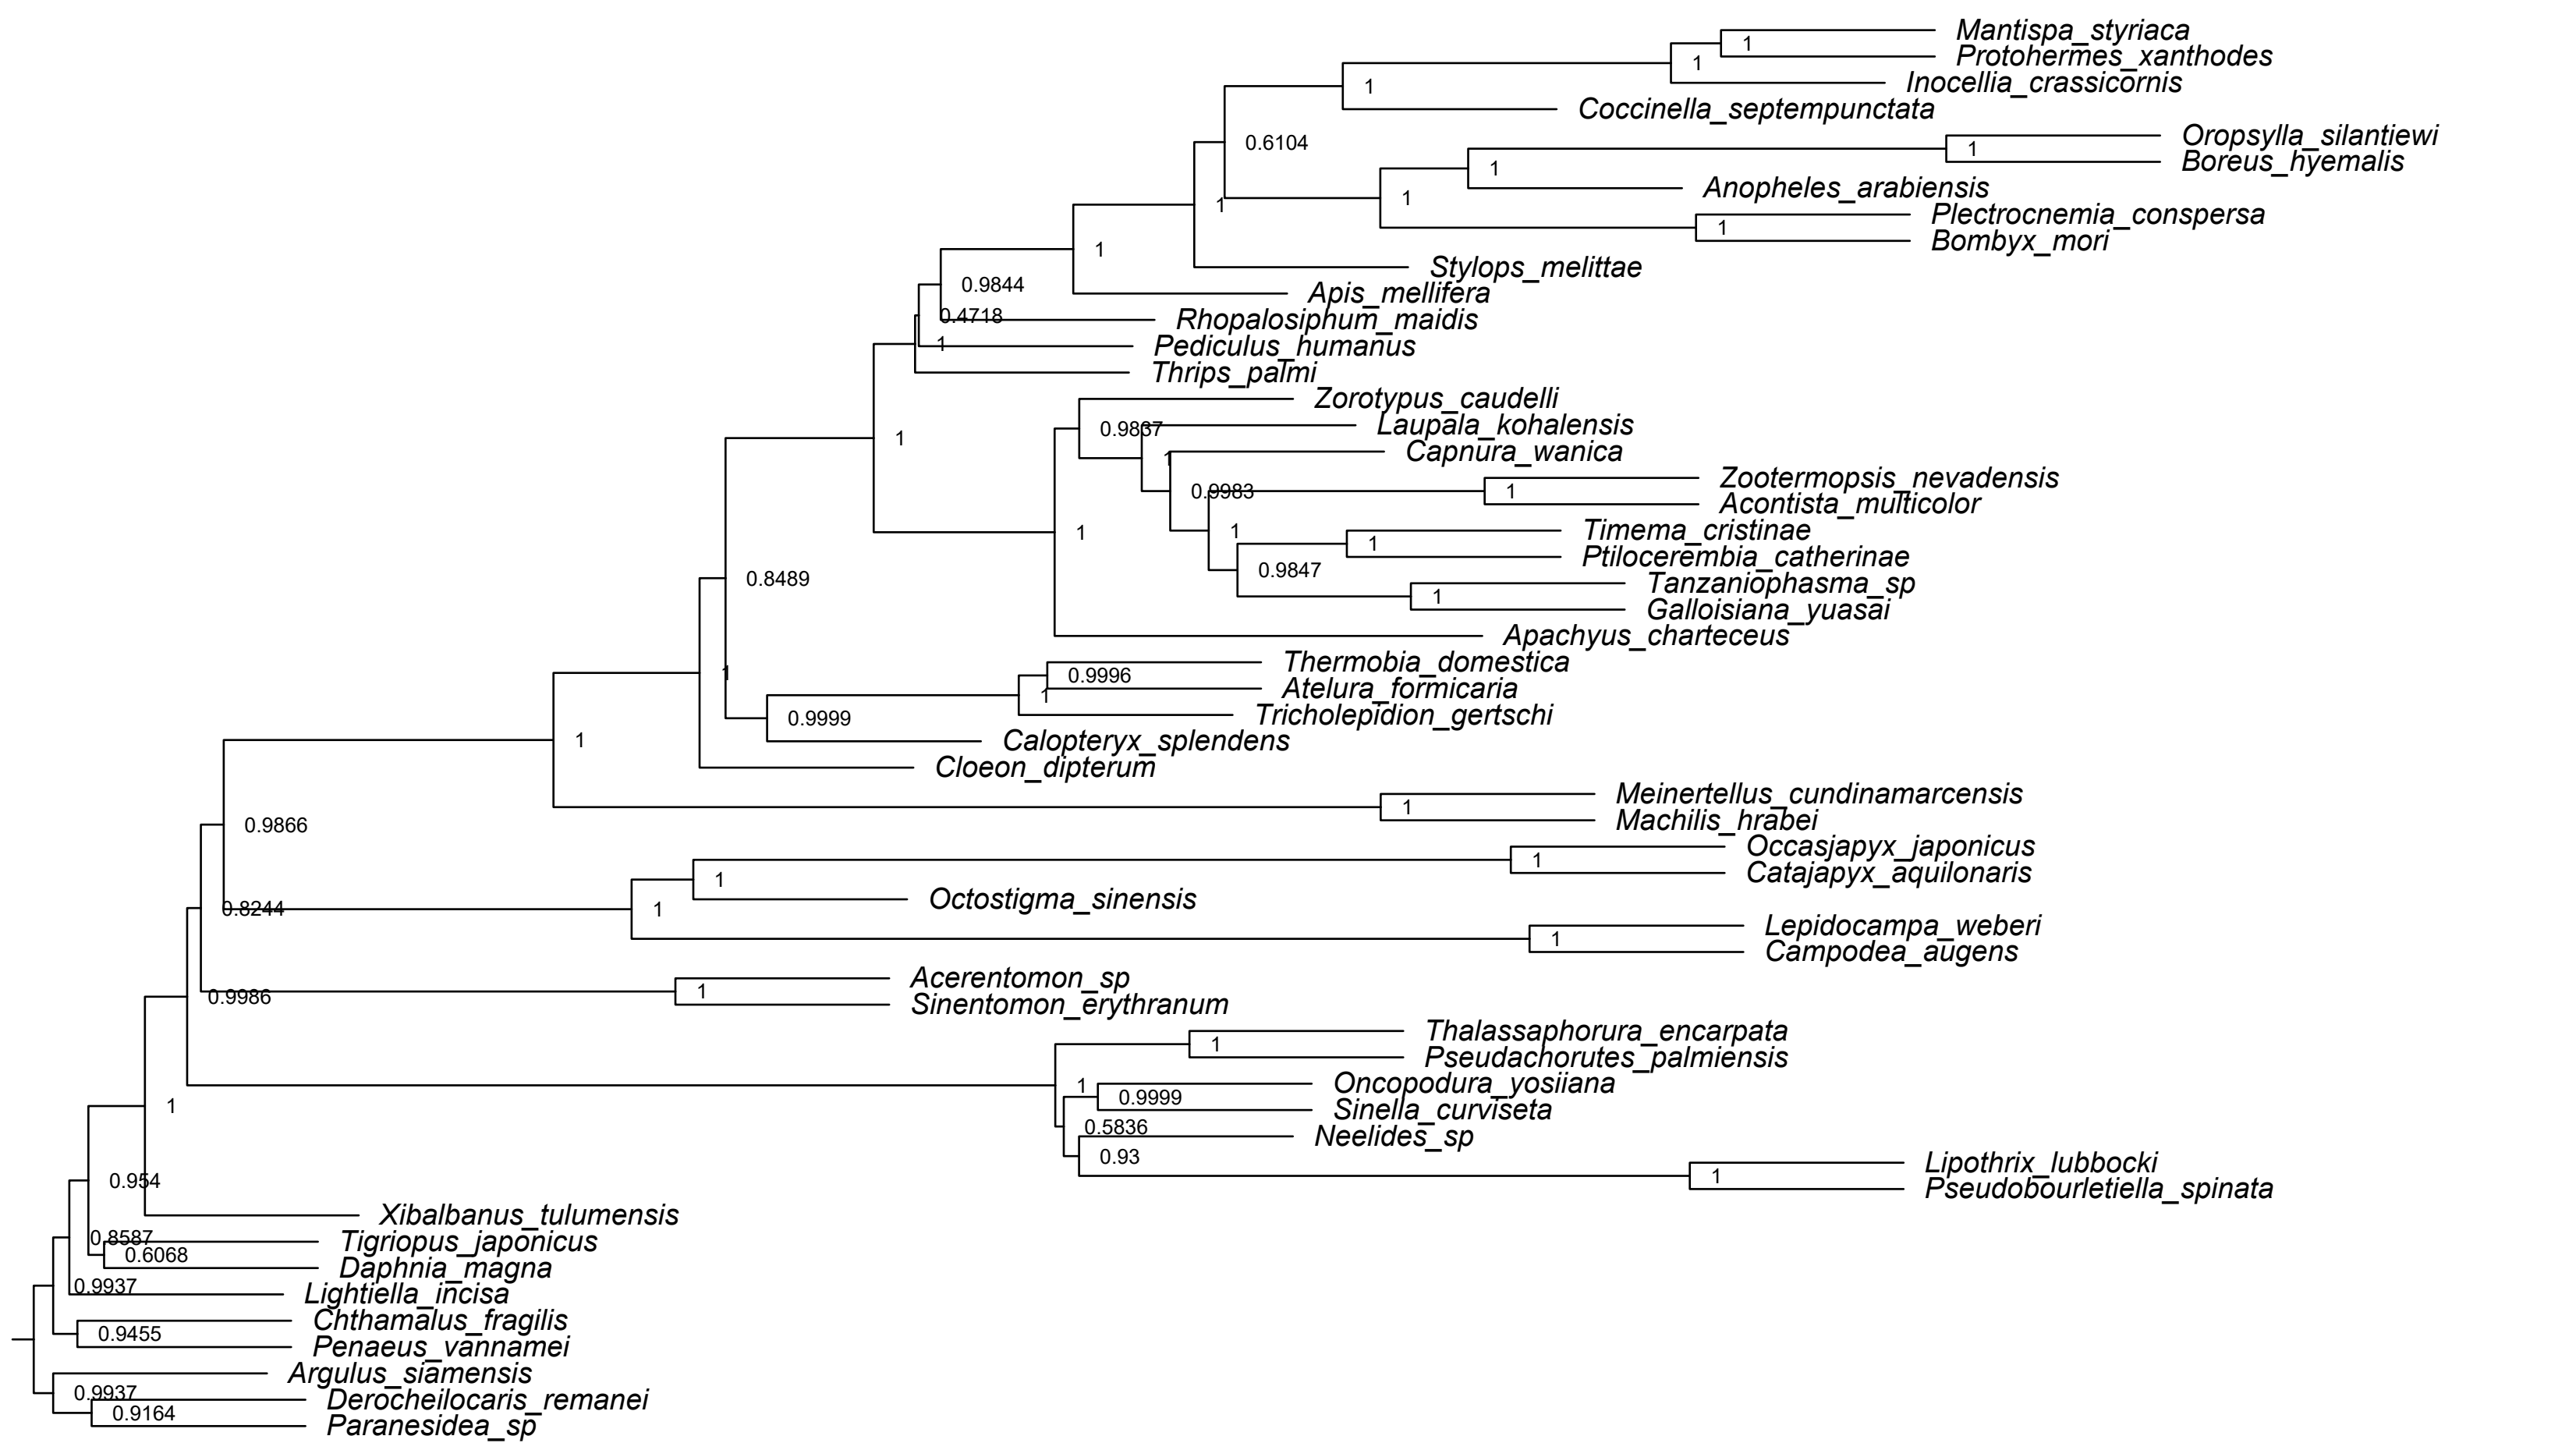 Mantispa_styriaca
1
Protohermes_xanthodes
1
Inocellia_crassicornis
1
Coccinella_septempunctata
Oropsylla_silantiewi
0.6104
1
Boreus_hyemalis
1
Anopheles_arabiensis
1
1
Plectrocnemia_conspersa
1
Bombyx_mori
1
Stylops_melittae
0.9844
Apis_mellifera
0.4718
Rhopalosiphum_maidis
1
Pediculus_humanus
Thrips_palmi
Zorotypus_caudelli
0.9837
Laupala_kohalensis
1
1
Capnura_wanica
Zootermopsis_nevadensis
0.9983
1
Acontista_multicolor
1
1
Timema_cristinae
1
Ptilocerembia_catherinae
0.9847
0.8489
Tanzaniophasma_sp
1
Galloisiana_yuasai
Apachyus_charteceus
Thermobia_domestica
1
0.9996
Atelura_formicaria
1
Tricholepidion_gertschi
0.9999
1
Calopteryx_splendens
Cloeon_dipterum
Meinertellus_cundinamarcensis
1
Machilis_hrabei
0.9866
Occasjapyx_japonicus
1
Catajapyx_aquilonaris
1
Octostigma_sinensis
0.8244
1
Lepidocampa_weberi
1
Campodea_augens
Acerentomon_sp
1
0.9986
Sinentomon_erythranum
Thalassaphorura_encarpata
1
Pseudachorutes_palmiensis
1
Oncopodura_yosiiana
0.9999
1
Sinella_curviseta
0.5836
Neelides_sp
0.93
Lipothrix_lubbocki
1
0.954
Pseudobourletiella_spinata
Xibalbanus_tulumensis
0.8587
Tigriopus_japonicus
0.6068
Daphnia_magna
0.9937
Lightiella_incisa
Chthamalus_fragilis
0.9455
Penaeus_vannamei
Argulus_siamensis
0.9937
Derocheilocaris_remanei
0.9164
Paranesidea_sp